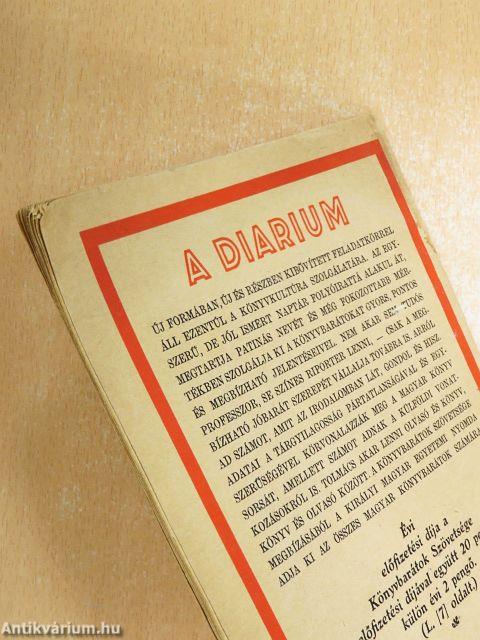 A DIARIUM
ÚJ FORMÁBAN, ÚJ ÉS RÉSZBEN KIBŐVÍTETT FELADATKÖRREL
ÁLL EZENTÚL A KÖNYVKULTÚRA SZOLGÁLATÁRA. AZ EGY-
SZERŰ, DE JÓL ISMERT NAPTÁR POLYÓIRATTÁ ALAKUL ÁT,
MEGTARTJA PATINÁS NEVÉT ÉS MÉG FOKOZOTTABB MÉR-
TÉKBEN SZOLGÁLJA KI A KÖNYVBARÁTOKAT GYORS, PONTOS
ÉS MEGBÍZHATÓ JELENTÉSEIVEL. NEM AKAR SEM TUDÓS
PROFESSZOR, SE SZÍNES RIPORTER LENNI, — CSAK A MEG-
BÍZHATÓ JÓBARÁT SZEREPÉT VÁLLALJA TOVÁBBRA IS. ARRÓL
AD SZÁMOT, AMIT AZ IRODALOMBAN LÁT, GONDOL ÉS HISZ.
ADATAI A TÁRGYILAGOSSÁG PÁRTATLANSÁGÁVAL ÉS EGY-
SZERŰSÉGÉVEL KÖRVONALAZZÁK MEG A MAGYAR KÖNYV
SORSÁT, AMELLETT SZÁMOT ADNAK A KÜLFÖLDI VONAT-
KOZÁSOKRÓL IS. TOLMÁCS AKAR LENNI OLVASÓ ÉS KÖNYV,
KÖNYV ÉS OLVASÓ KÖZÖTT: A KÖNYVBARÁTOK SZÖVETSÉGE
MEGBÍZÁSÁBÓL A KIRÁLYI MAGYAR EGYETEMI NYOMDA
ADJA KI AZ ÖSSZES MAGYAR KÖNYVBARÁTOK SZÁMÁRA
Évi
előfizetési díja a
Könyvbarátok Szövetsége
előfizetési díjával együtt 20 pe
külön évi 2 pengő.
(L. [7] oldalt.)
&
Antikvárium.hu